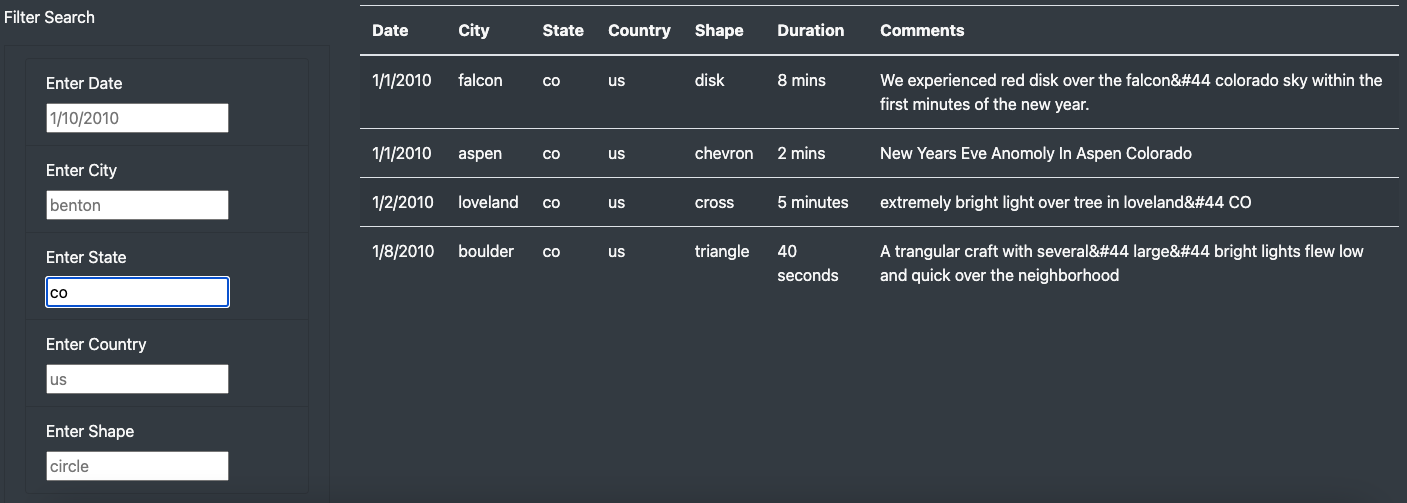 Filter Search
Enter Date
1/10/2010
Enter City
benton
Enter State
co
Enter Country
us
Enter Shape
circle
Date City State Country Shape Duration Comments
1/1/2010 falcon co us disk 8 mins We experienced red disk over the falcon&#44 colorado sky within the
first minutes of the new year.
1/1/2010 aspen co us chevron 2 mins New Years Eve Anomoly In Aspen Colorado
1/2/2010 loveland co us cross 5 minutes extremely bright light over tree in loveland&#44 CO
1/8/2010 boulder co us triangle 40 A trangular craft with several&#44 large&#44 bright lights flew low
seconds and quick over the neighborhood